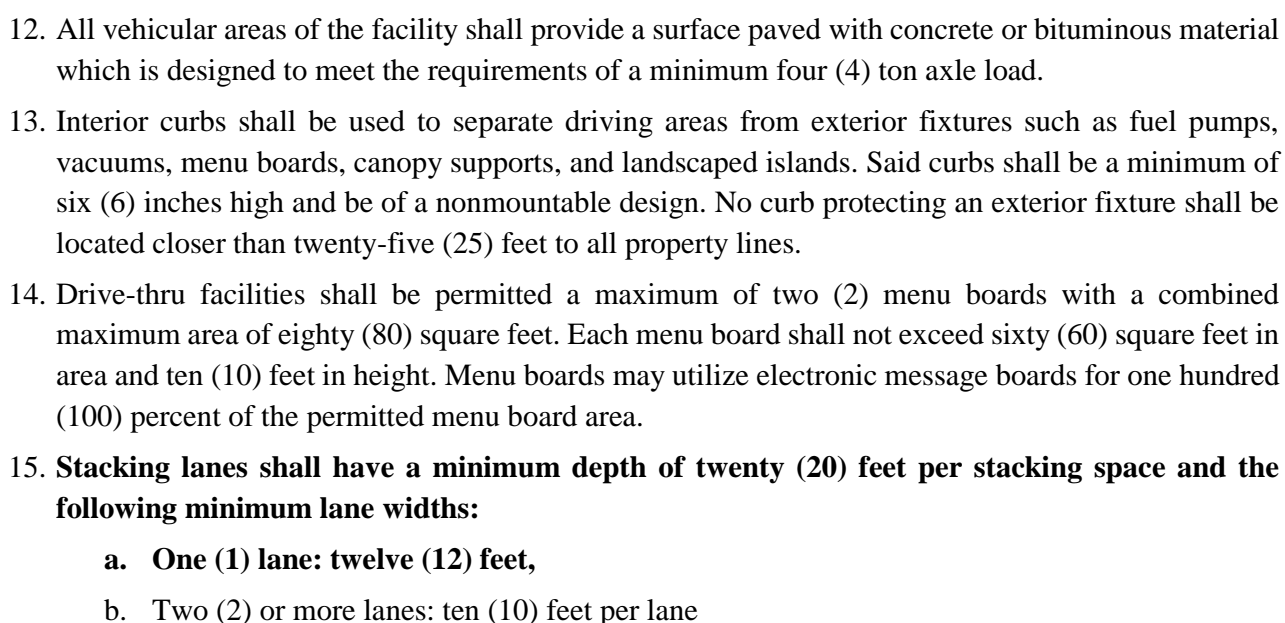 12. All vehicular areas of the facility shall provide a surface paved with concrete or bituminous material
which is designed to meet the requirements of a minimum four (4) ton axle load.
13. Interior curbs shall be used to separate driving areas from exterior fixtures such as fuel pumps,
vacuums, menu boards, canopy supports, and landscaped islands. Said curbs shall be a minimum of
six (6) inches high and be of a nonmountable design. No curb protecting an exterior fixture shall be
located closer than twenty-five (25) feet to all property lines.
14. Drive-thru facilities shall be permitted a maximum of two (2) menu boards with a combined
maximum area of eighty (80) square feet. Each menu board shall not exceed sixty (60) square feet in
area and ten (10) feet in height. Menu boards may utilize electronic message boards for one hundred
(100) percent of the permitted menu board area.
15. Stacking lanes shall have a minimum depth of twenty (20) feet per stacking space and the
following minimum lane widths:
a. One (1) lane: twelve (12) feet,
b. Two (2) or more lanes: ten (10) feet per lane